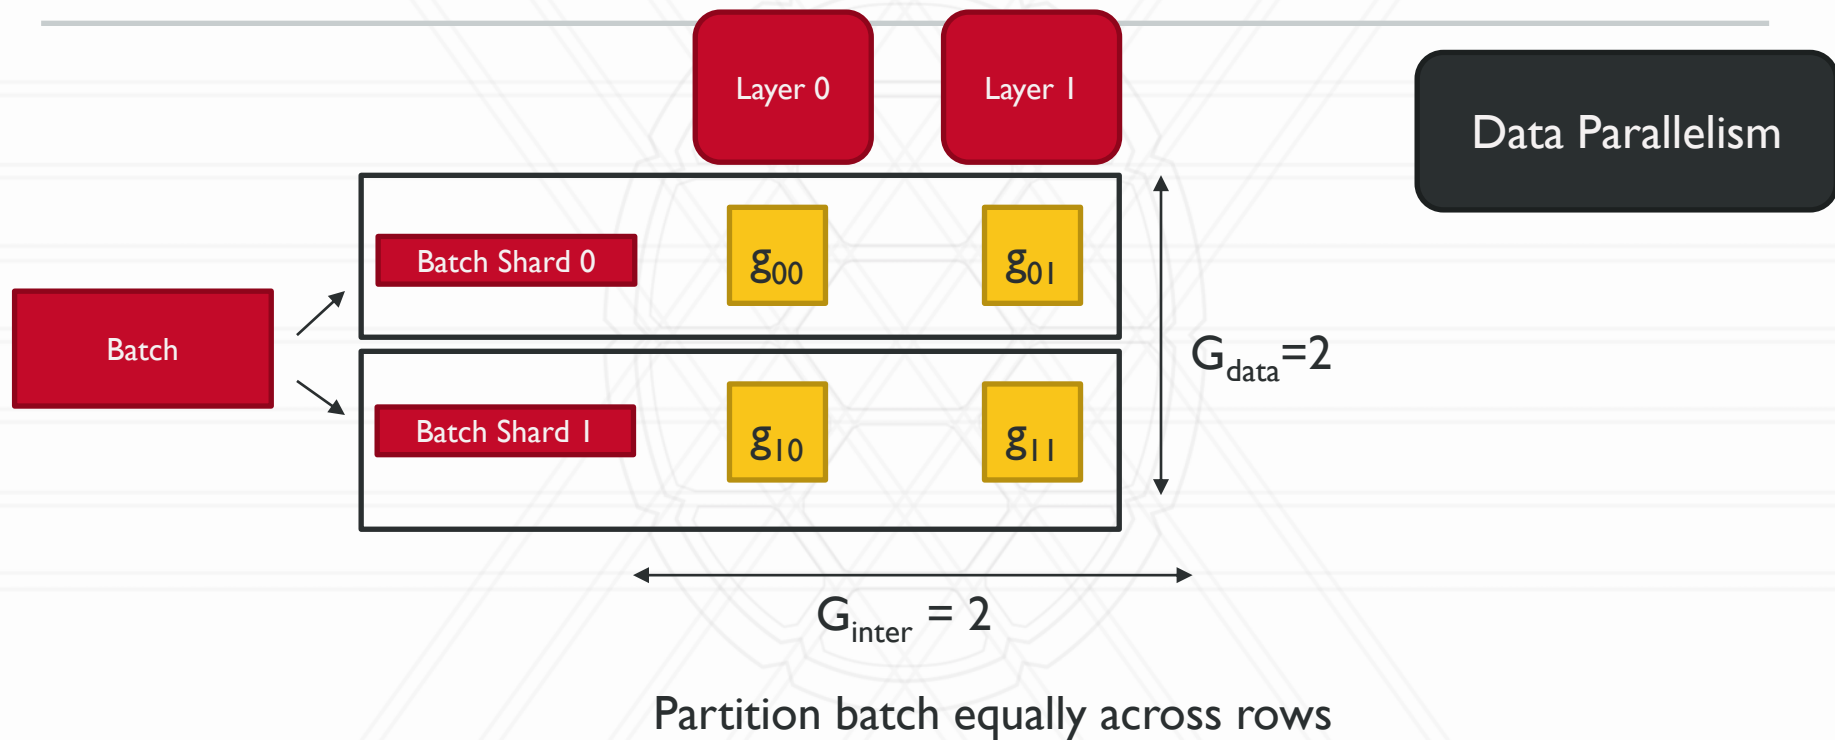 Layer 0
Layer 1
Data Parallelism
Batch Shard 0
g00
g01
Batch
Gdata=2
Batch Shard 1
g10
g11
Ginter = 2
Partition batch equally across rows